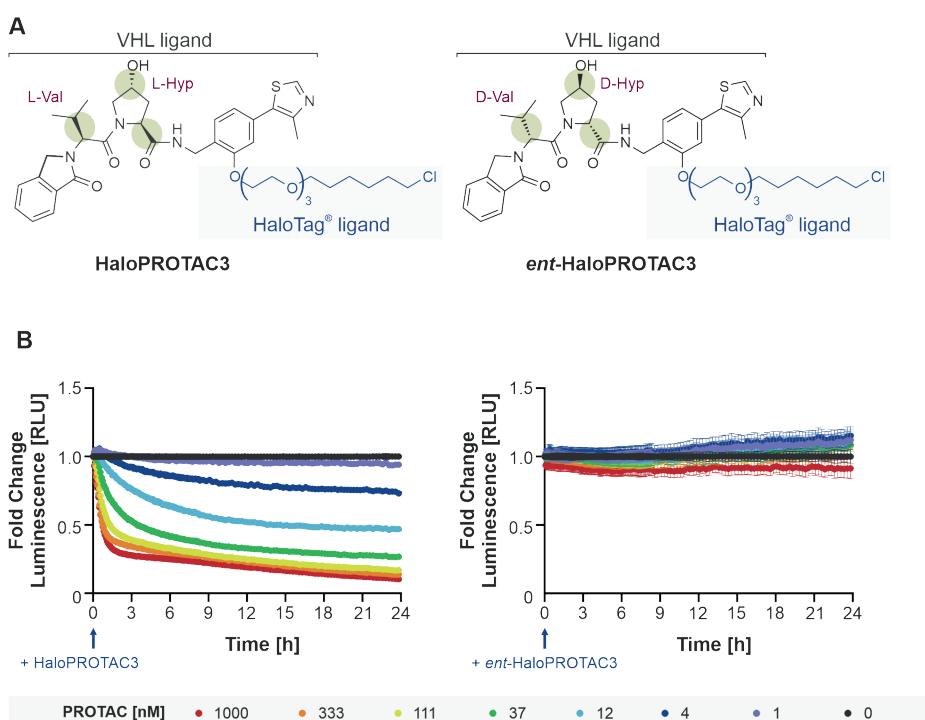 A
VHL ligand
VHL ligand
OH
L-Val
L-Hyp
S
N
N
H
N
O
O
N
O
O
O
3
Cl
HaloTag® ligand
HaloPROTAC3
OH
D-Val
D-Hyp
S
N
N
H
N
O
O
N
O
O
O
3
Cl
HaloTag® ligand
ent-HaloPROTAC3
B
Fold Change
Luminescence [RLU]
1.5
1.0
0.5
0
0 3 6 9 12 15 18 21 24
Time [h]
+ HaloPROTAC3
Fold Change
Luminescence [RLU]
1.5
1.0
0.5
0
0 3 6 9 12 15 18 21 24
Time [h]
+ ent-HaloPROTAC3
PROTAC [nM] 1000 333 111 37 12 4 1 0